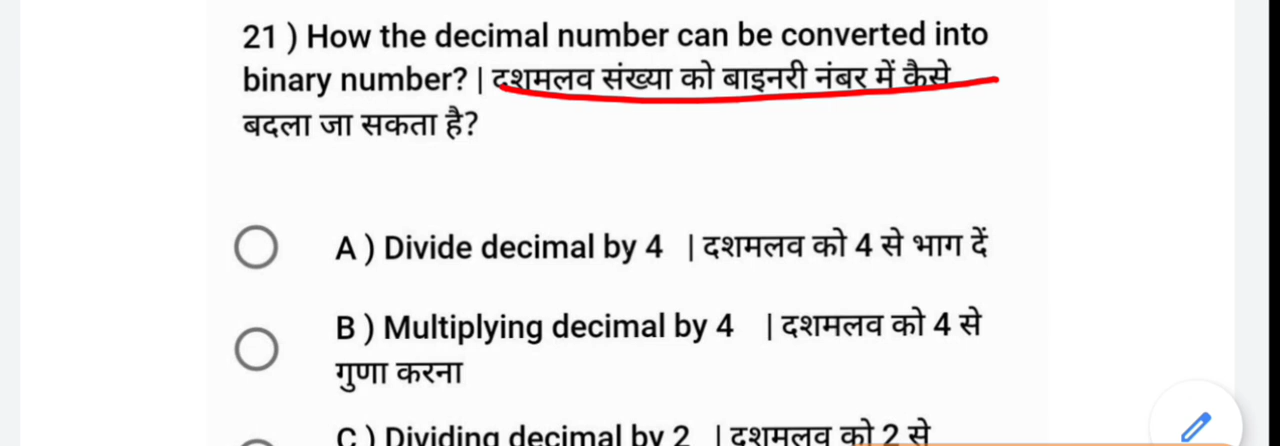 21 ) How the decimal number can be converted into
binary number? | दशमलव संख्या को बाइनरी नंबर में कैसे
बदला जा सकता है?
A ) Divide decimal by 4 | दशमलव को 4 से भाग दें
B ) Multiplying decimal by 4 | दशमलव को 4 से
गुणा करना
C ) Dividing decimal by 2 | दशमलव को 2 से